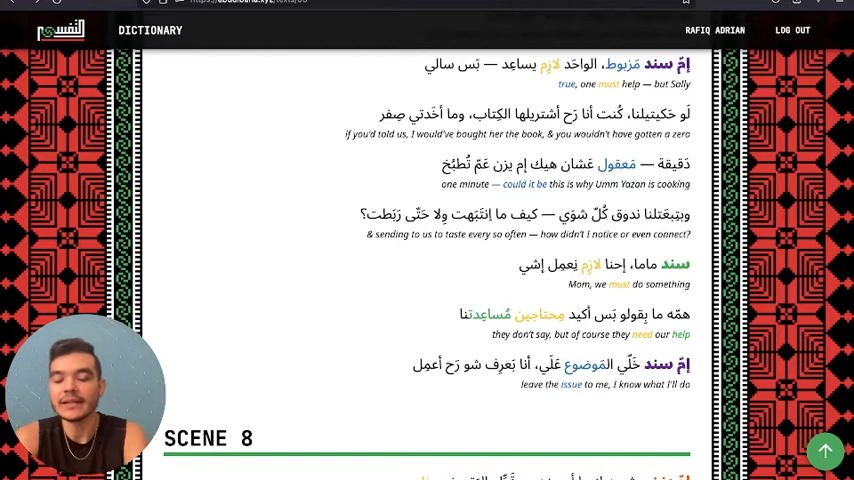 التفسير DICTIONARY RAFIQ ADRIAN LOG OUT
إمّ سند مَزبوط، الواحَد لازِم يساعِد — بَس سالي
true, one must help — but Sally
لَو حَكيتيلنا، كُنت أنا رَح أشتريلها الكِتاب، وما أخَدتي صِفر
if you'd told us, I would've bought her the book, & you wouldn't have gotten a zero
دَقيقة — مَعقول عَشان هيك إم يزن عَمّ تُطبُخ
one minute — could it be this is why Umm Yazan is cooking
وبتِبعَتلنا ندوق كُلّ شوَي — كيف ما اِنتَبَهت وِلا حَتّى رَبَطت؟
& sending to us to taste every so often — how didn't I notice or even connect?
سند ماما، إحنا لازِم نِعمِل إشي
Mom, we must do something
همّه ما بِقولو بَس أكيد مِحتاجين مُساعِدتنا
they don't say, but of course they need our help
إمّ سند خَلّي المَوضوع عَلَي، أنا بَعرِف شو رَح أعمِل
leave the issue to me, I know what I'll do
SCENE 8